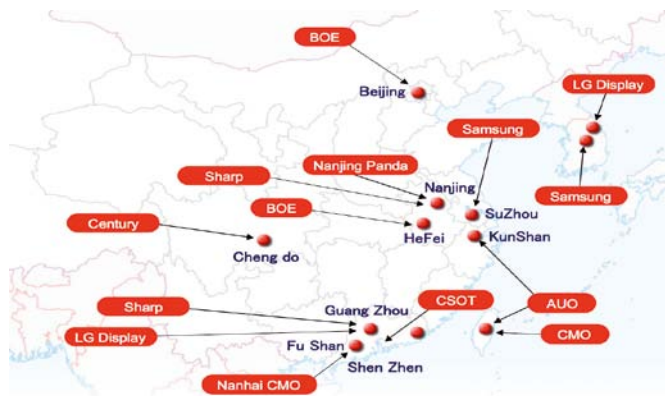 BOE
Beijing
LG Display
Samsung
Nanjing Panda
Sharp
Nanjing
Samsung
BOE
SuZhou
Century
HeFei
KunShan
Cheng do
Sharp
Guang Zhou
CSOT
AUO
LG Display
Fu Shan
CMO
Shen Zhen
Nanhai CMO